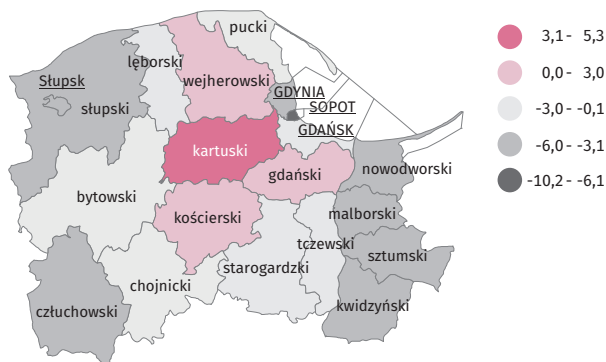 pucki
lęborski
wejherowski
Słupsk
słupski
GDYNIA
SOPOT
GDAŃSK
kartuski
gdański
nowodworski
bytowski
kościerski
malborski
tczewski
sztumski
starogardzki
chojnicki
człuchowski
kwidzyński
3,1 - 5,3
0,0 - 3,0
-3,0 - -0,1
-6,0 - -3,1
-10,2 - -6,1